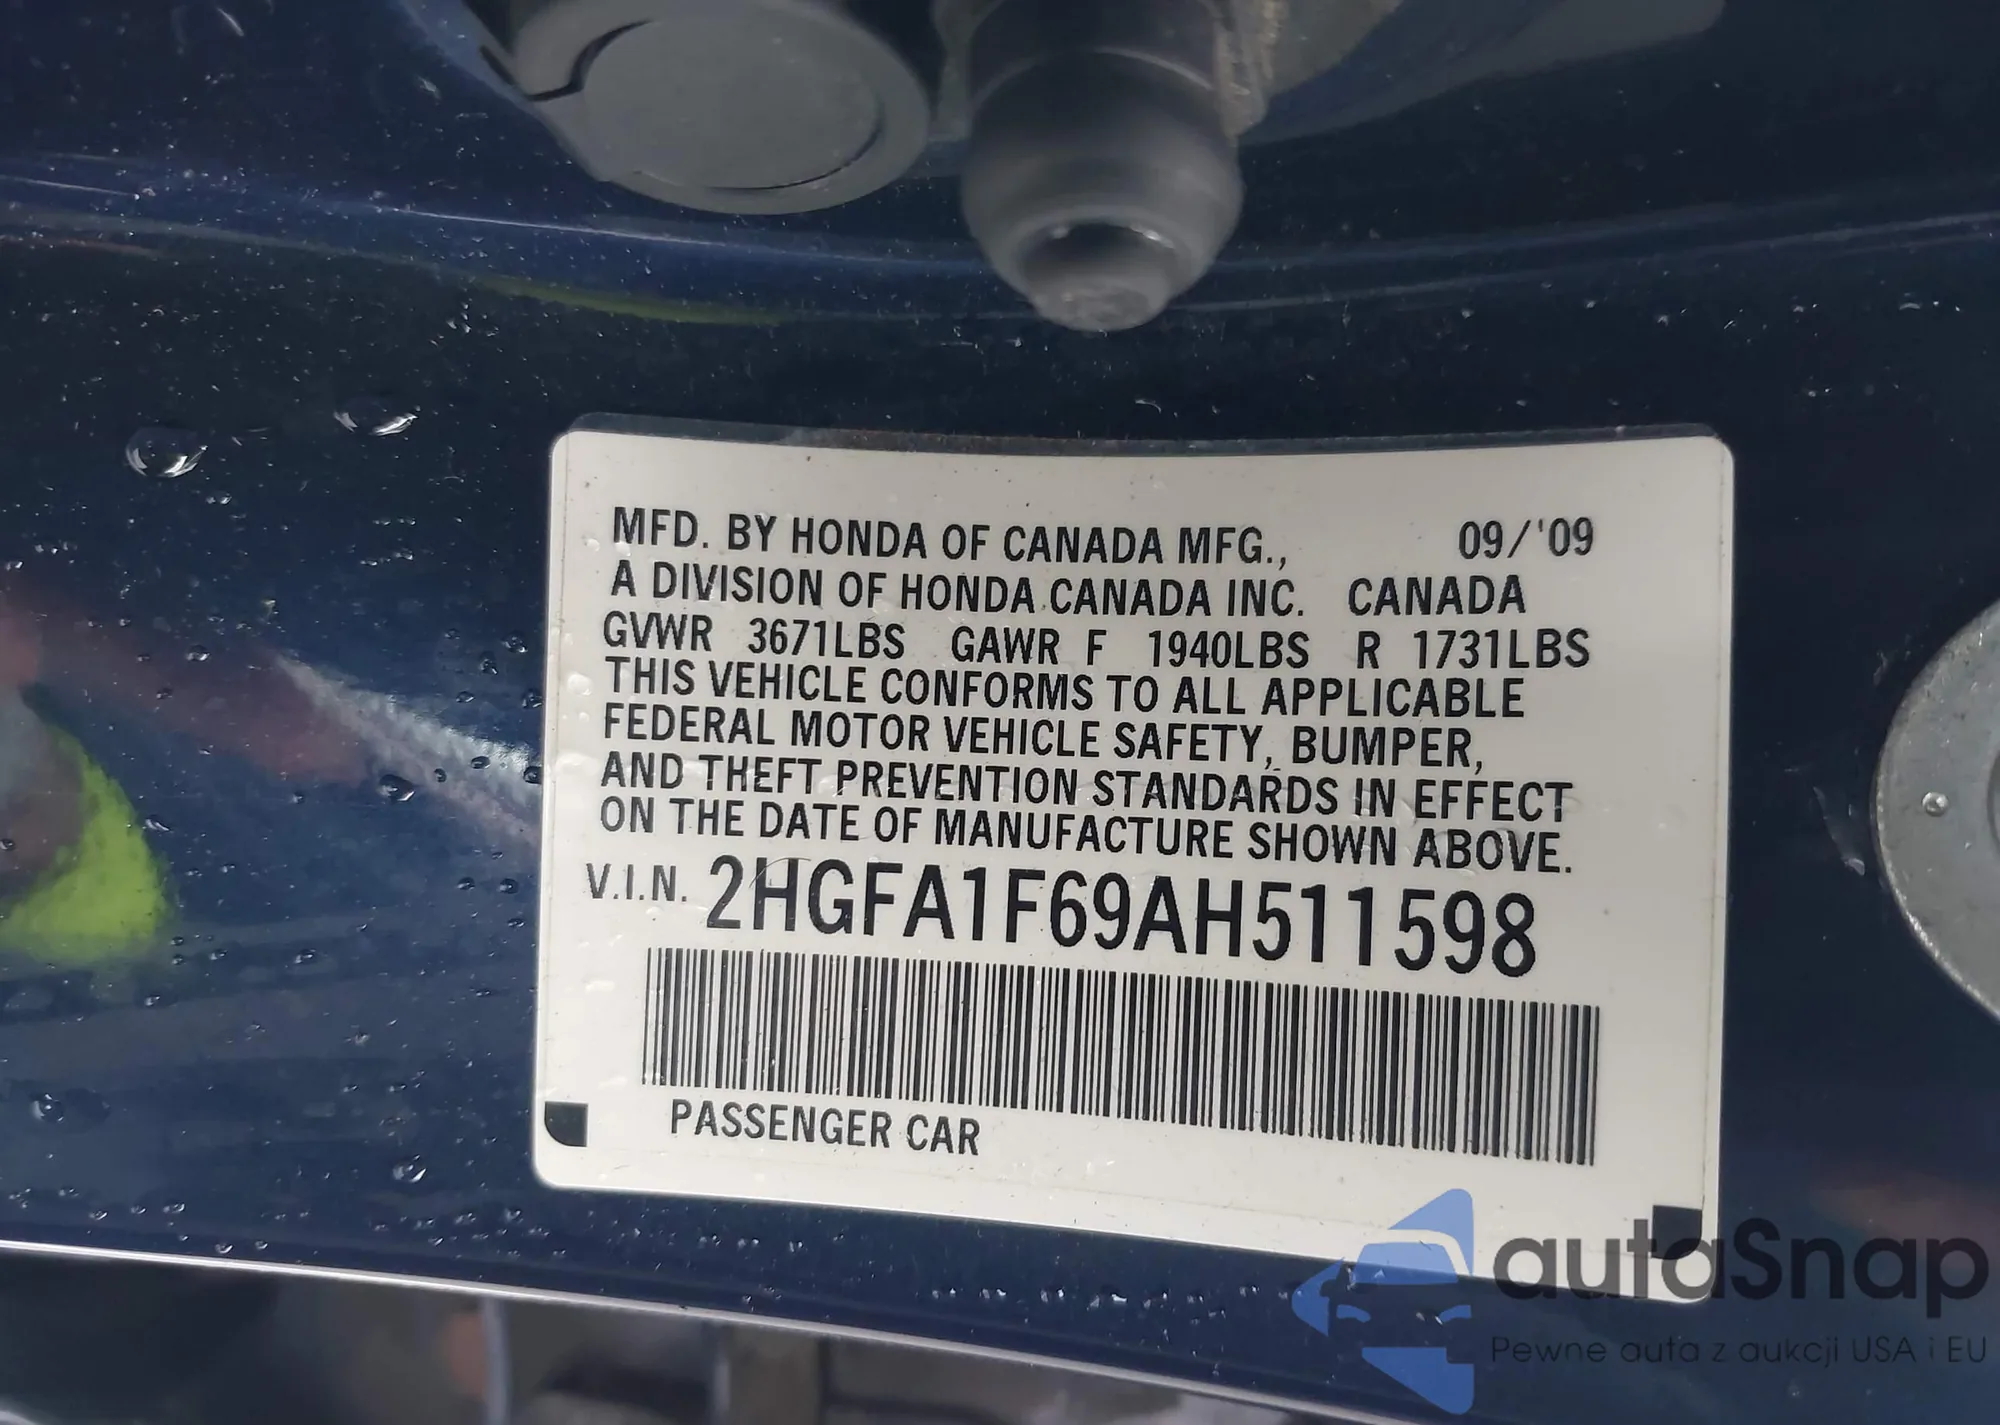 MFD. BY HONDA OF CANADA MFG., 09/'09
A DIVISION OF HONDA CANADA INC. CANADA
GVWR 3671LBS GAWR F 1940LBS R 1731LBS
THIS VEHICLE CONFORMS TO ALL APPLICABLE
FEDERAL MOTOR VEHICLE SAFETY, BUMPER,
AND THEFT PREVENTION STANDARDS IN EFFECT
ON THE DATE OF MANUFACTURE SHOWN ABOVE.
V.I.N. 2HGFA1F69AH511598
PASSENGER CAR
autaSnap
Pewne auta z aukcji USA i EU